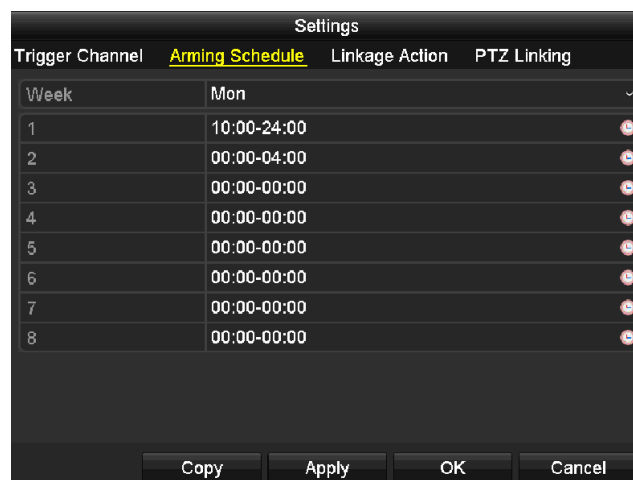 Settings
Trigger Channel Arming Schedule Linkage Action PTZ Linking
Week Mon
1 10:00-24:00
2 00:00-04:00
3 00:00-00:00
4 00:00-00:00
5 00:00-00:00
6 00:00-00:00
7 00:00-00:00
8 00:00-00:00
Copy Apply OK Cancel